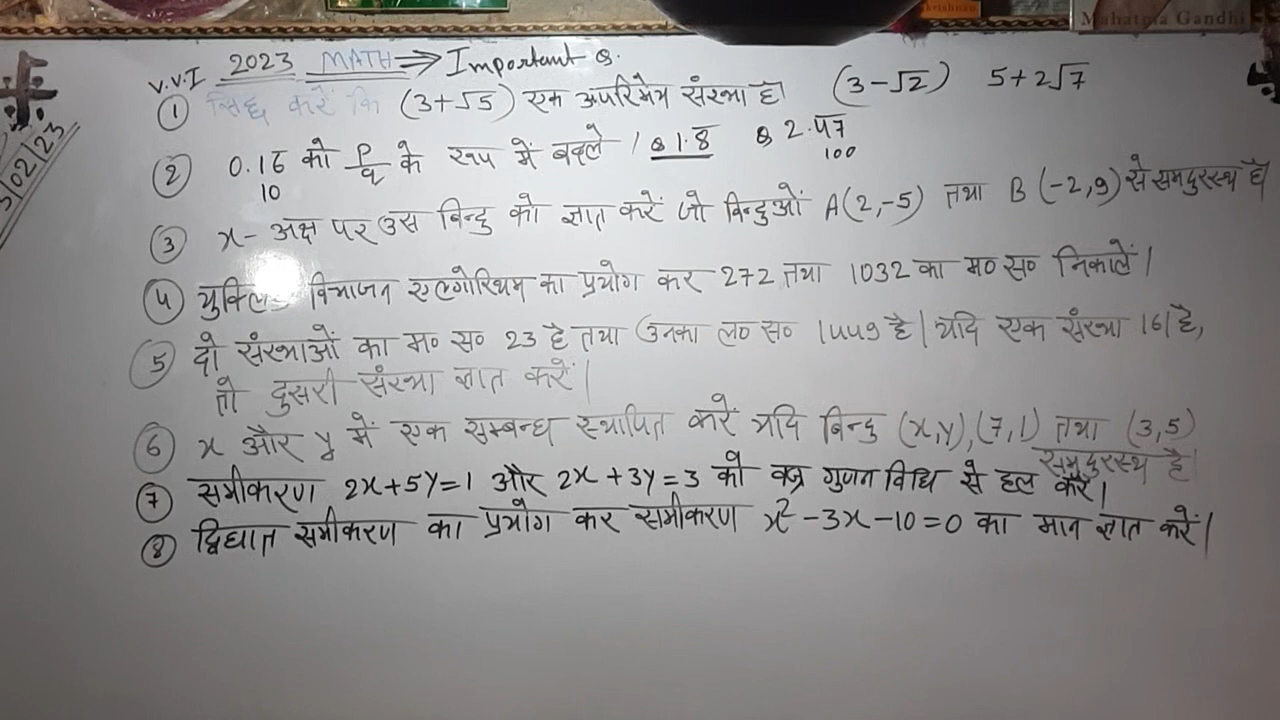 krishnan
Mahatma Gandhi
V.V.I 2023 MATH ⇒ Important Q.
① सिद्ध करें कि (3+√5) एक अपरिमेय संख्या है। (3-√2) 5+2√7
② 0.16̅ को p/q के रूप में बदले। Q 1.8̅ Q 2.4̅7̅
10 100
③ x- अक्ष पर उस बिन्दु को ज्ञात करें जो बिन्दुओं A(2,-5) तथा B(-2,9) से समदुरस्थ है
④ विभाजन एल्गोरिथम का प्रयोग कर 272 तथा 1032 का म० स० निकालें।
⑤ दो संख्याओं का म० स० 23 है तथा उनका ल० स० 1449 है। यदि एक संख्या 161 है,
तो दुसरी संख्या ज्ञात करें।
⑥ x और y में एक सम्बन्ध स्थापित करें यदि बिन्दु (x,y),(7,1) तथा (3,5)
समदुरस्थ है।
⑦ समीकरण 2x+5y=1 और 2x+3y=3 को वज्र गुणन विधि से हल करें।
⑧ द्विघात समीकरण का प्रयोग कर समीकरण x²-3x-10=0 का मान ज्ञात करें।
/02/23